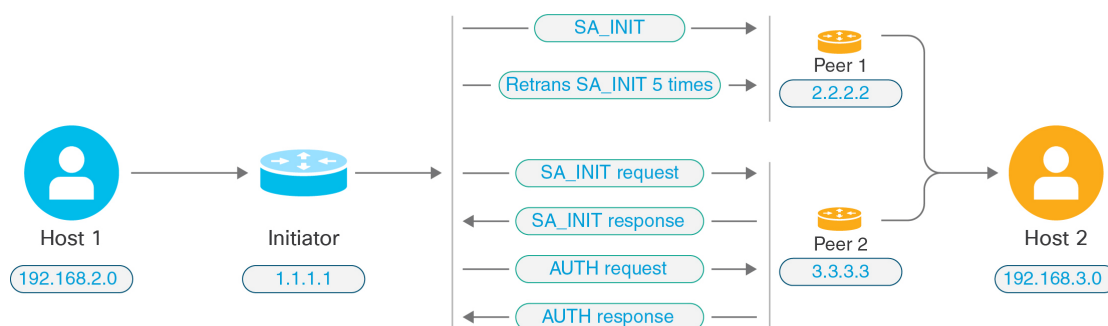 SA_INIT
Retrans SA_INIT 5 times
Peer 1
2.2.2.2
SA_INIT request
SA_INIT response
AUTH request
AUTH response
Peer 2
3.3.3.3
Host 1
192.168.2.0
Initiator
1.1.1.1
Host 2
192.168.3.0